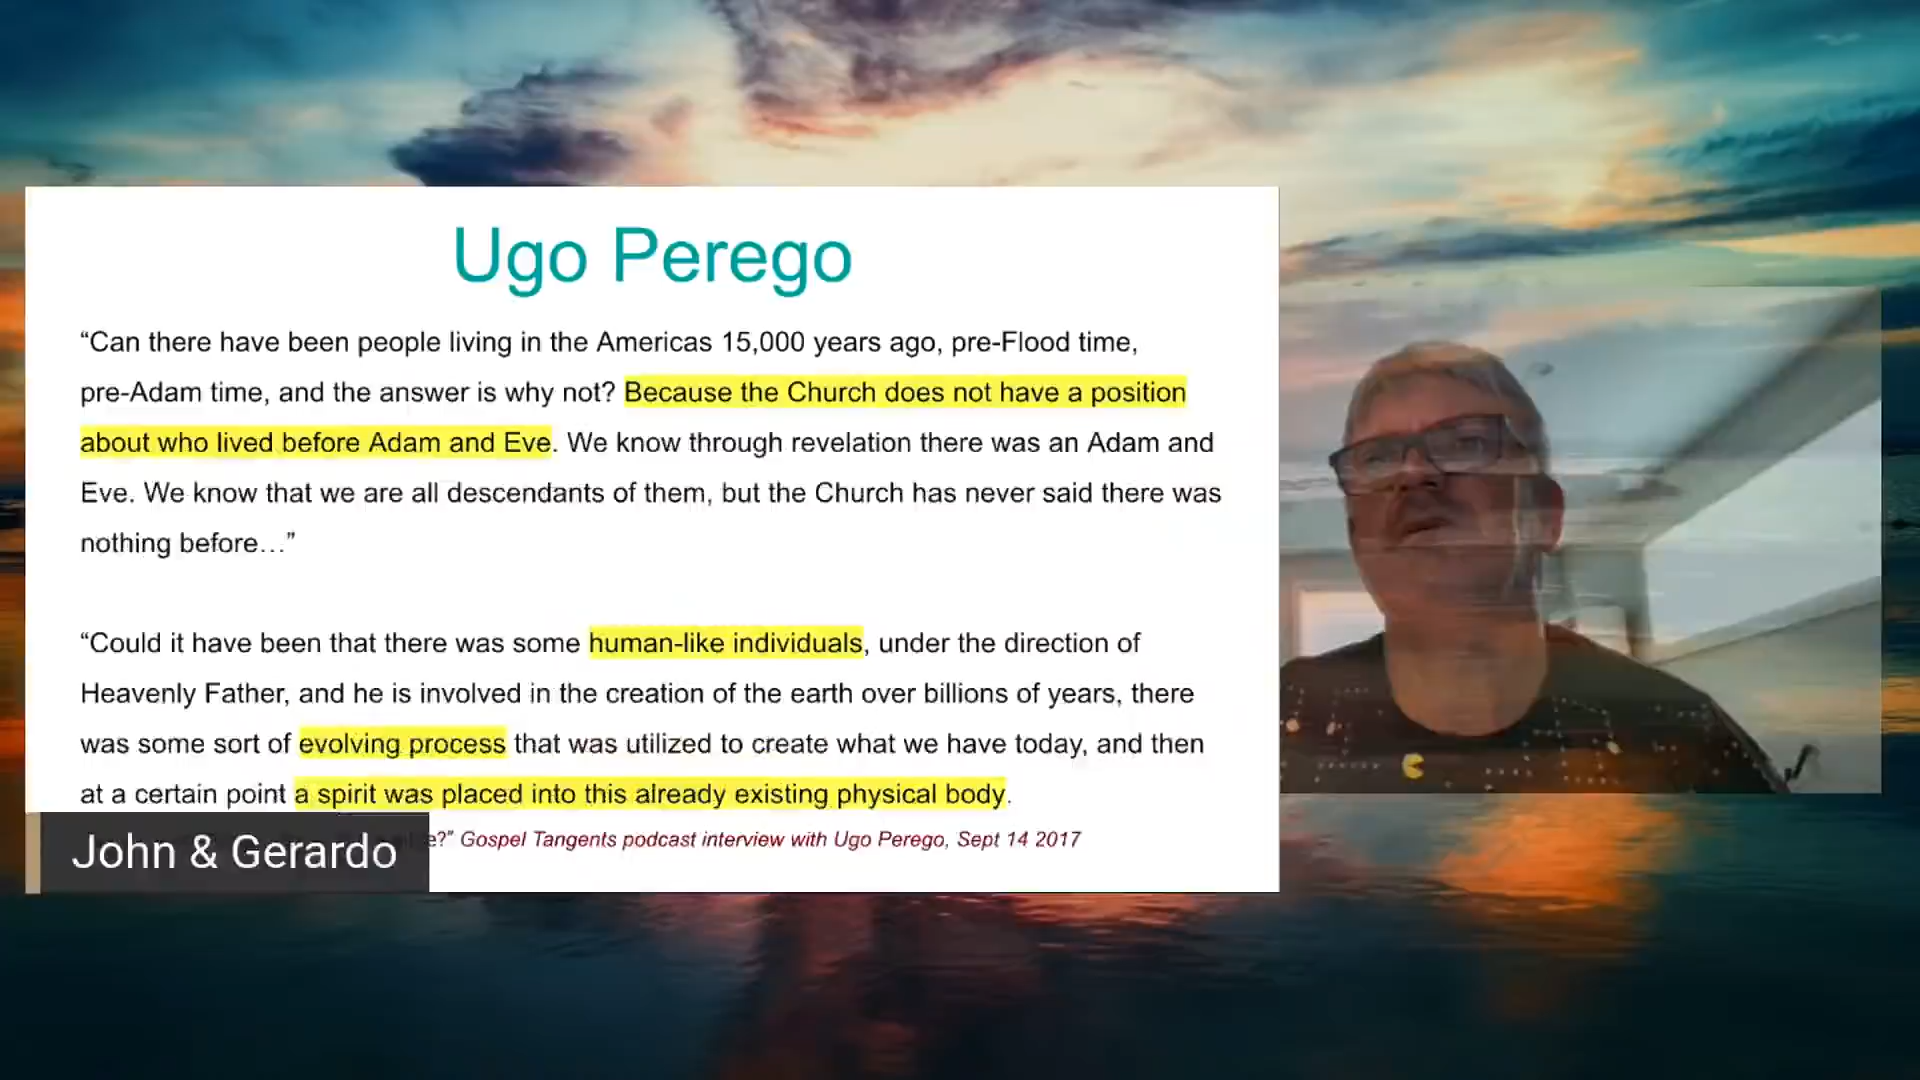 Ugo Perego
“Can there have been people living in the Americas 15,000 years ago, pre-Flood time,
pre-Adam time, and the answer is why not? Because the Church does not have a position
about who lived before Adam and Eve. We know through revelation there was an Adam and
Eve. We know that we are all descendants of them, but the Church has never said there was
nothing before…”
“Could it have been that there was some human-like individuals, under the direction of
Heavenly Father, and he is involved in the creation of the earth over billions of years, there
was some sort of evolving process that was utilized to create what we have today, and then
at a certain point a spirit was placed into this already existing physical body.
e?” Gospel Tangents podcast interview with Ugo Perego, Sept 14 2017
John & Gerardo